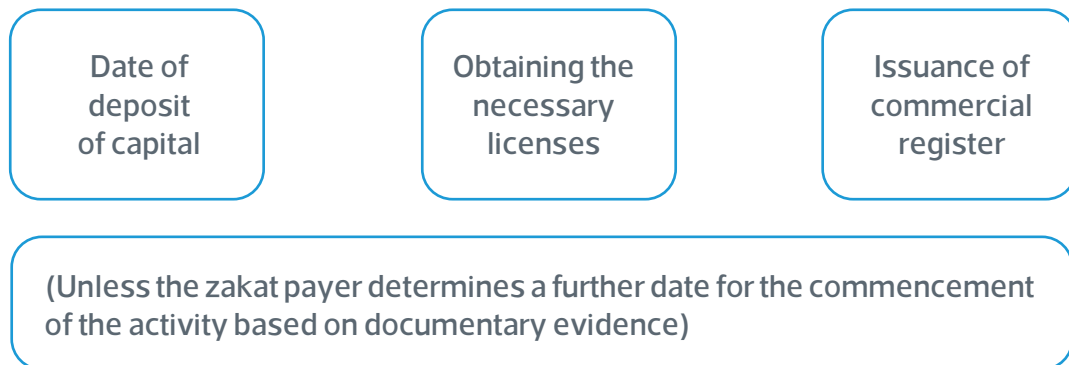 Date of
deposit
of capital
Obtaining the
necessary
licenses
Issuance of
commercial
register
(Unless the zakat payer determines a further date for the commencement
of the activity based on documentary evidence)